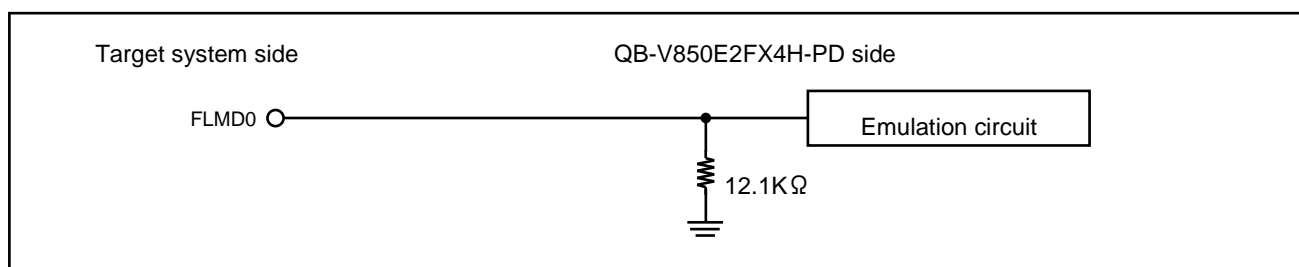 Target system side
QB-V850E2FX4H-PD side
FLMD0
Emulation circuit
12.1KΩ